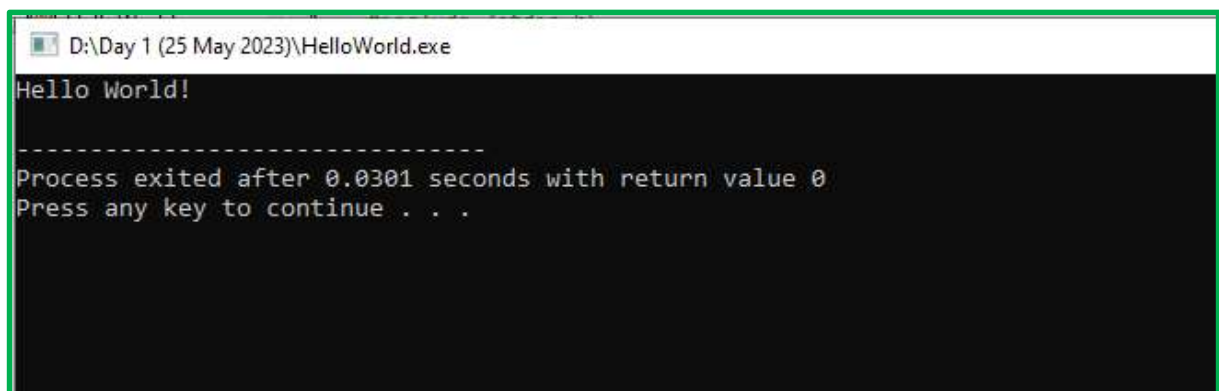 D:\Day 1 (25 May 2023)\HelloWorld.exe
Hello World!
--------------------------------
Process exited after 0.0301 seconds with return value 0
Press any key to continue . . .